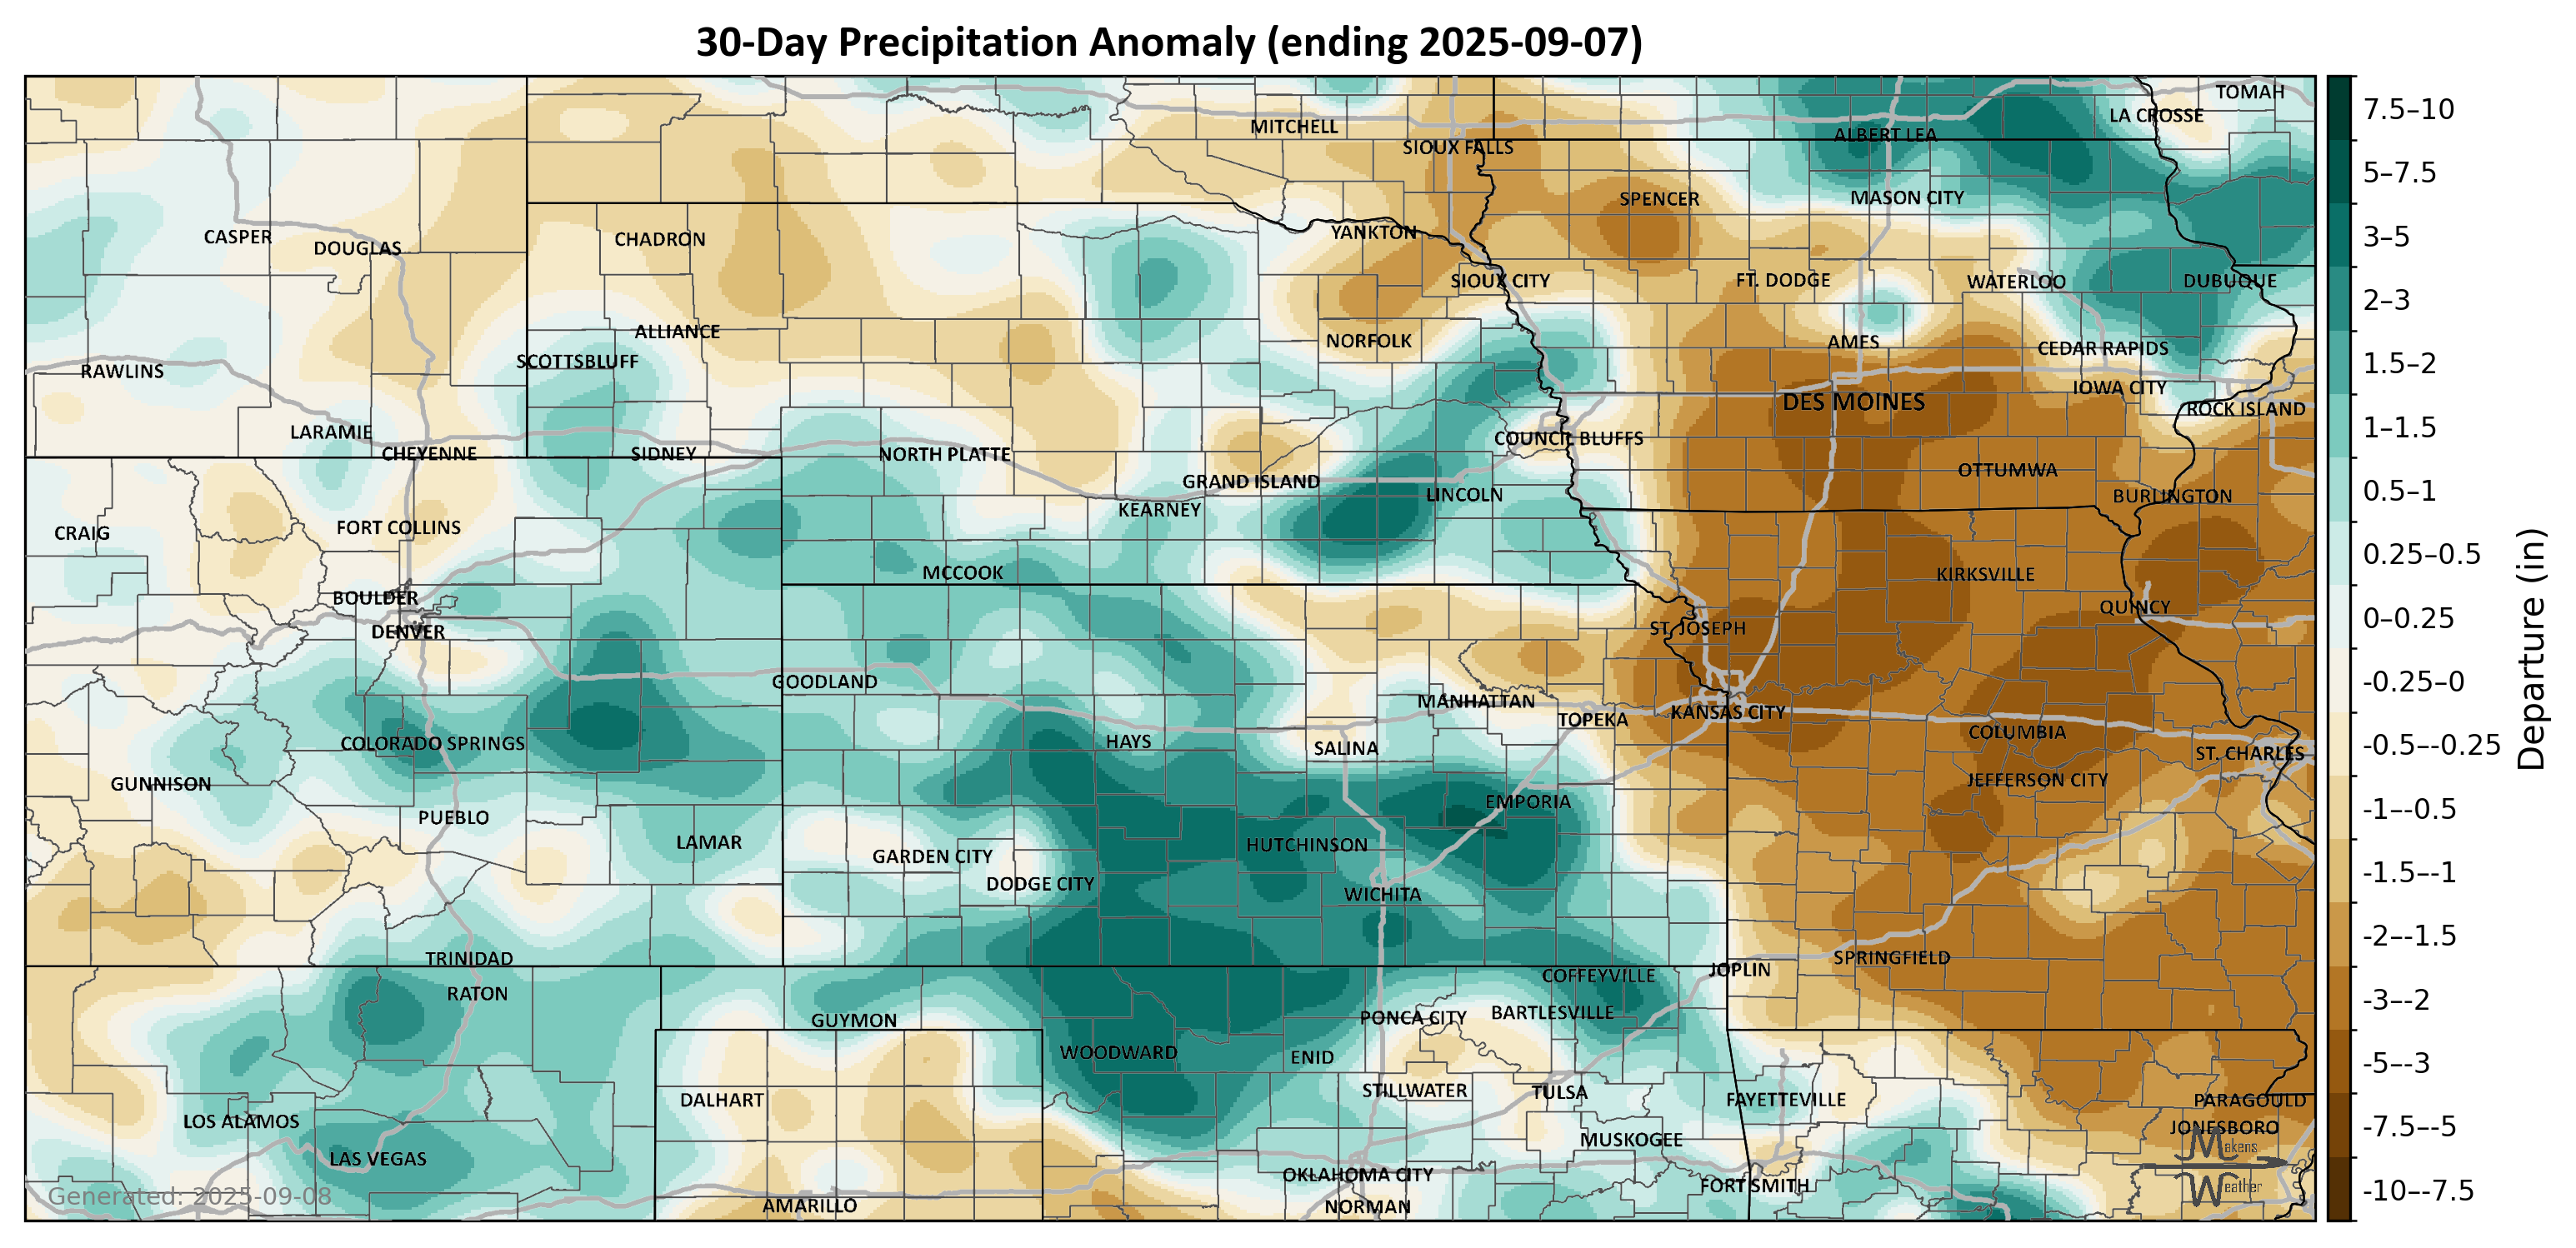 30-Day Precipitation Anomaly (ending 2025-09-07)
TOMAH
LA CROSSE
MITCHELL
ALBERT LEA
SIOUX FALLS
SPENCER
MASON CITY
CASPER
DOUGLAS
CHADRON
YANKTON
SIOUX CITY
FT. DODGE
WATERLOO
DUBUQUE
ALLIANCE
NORFOLK
AMES
CEDAR RAPIDS
SCOTTSBLUFF
RAWLINS
IOWA CITY
DES MOINES
ROCK ISLAND
LARAMIE
COUNCIL BLUFFS
CHEYENNE
SIDNEY
NORTH PLATTE
OTTUMWA
GRAND ISLAND
LINCOLN
BURLINGTON
KEARNEY
CRAIG
FORT COLLINS
MCCOOK
KIRKSVILLE
BOULDER
QUINCY
DENVER
ST. JOSEPH
GOODLAND
MANHATTAN
TOPEKA
KANSAS CITY
COLUMBIA
COLORADO SPRINGS
HAYS
SALINA
ST. CHARLES
GUNNISON
JEFFERSON CITY
EMPORIA
PUEBLO
LAMAR
HUTCHINSON
GARDEN CITY
DODGE CITY
WICHITA
TRINIDAD
SPRINGFIELD
JOPLIN
COFFEYVILLE
RATON
GUYMON
PONCA CITY
BARTLESVILLE
WOODWARD
ENID
STILLWATER
TULSA
DALHART
FAYETTEVILLE
PARAGOULD
LOS ALAMOS
JONESBORO
MUSKOGEE
LAS VEGAS
OKLAHOMA CITY
FORT SMITH
AMARILLO
NORMAN
Makens
Weather
Generated: 2025-09-08
7.5–10
5–7.5
3–5
2–3
1.5–2
1–1.5
0.5–1
0.25–0.5
0–0.25
-0.25–0
-0.5–-0.25
-1–-0.5
-1.5–-1
-2–-1.5
-3–-2
-5–-3
-7.5–-5
-10–-7.5
Departure (in)